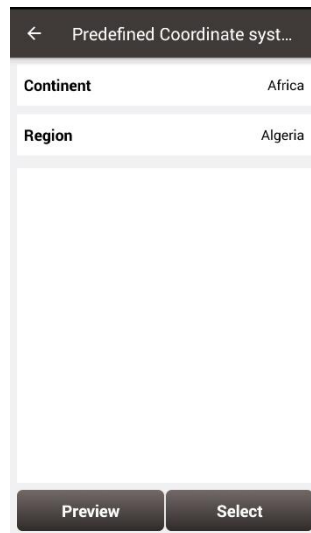 Predefined Coordinate syst...
Continent Africa
Region Algeria
Preview Select